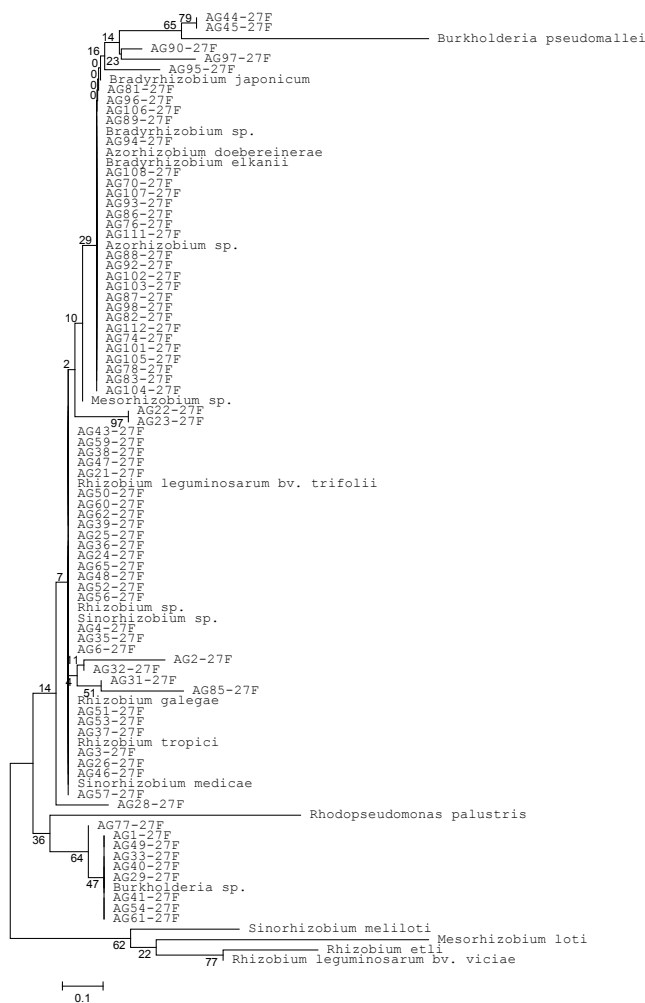 79
AG44-27F
65
AG45-27F
14
Burkholderia pseudomallei
16
AG90-27F
0
23
AG97-27F
0
AG95-27F
0
Bradyrhizobium japonicum
0
AG81-27F
AG96-27F
AG106-27F
AG89-27F
Bradyrhizobium sp.
AG94-27F
Azorhizobium doebereinerae
Bradyrhizobium elkanii
AG108-27F
AG70-27F
AG107-27F
AG93-27F
AG86-27F
AG76-27F
AG111-27F
29
Azorhizobium sp.
AG88-27F
AG92-27F
AG102-27F
AG103-27F
AG87-27F
AG98-27F
10
AG82-27F
AG112-27F
AG74-27F
AG101-27F
2
AG105-27F
AG78-27F
AG83-27F
AG104-27F
Mesorhizobium sp.
AG22-27F
97
AG23-27F
AG43-27F
AG59-27F
AG38-27F
AG47-27F
AG21-27F
Rhizobium leguminosarum bv. trifolii
AG50-27F
AG60-27F
AG62-27F
AG39-27F
AG25-27F
AG36-27F
AG24-27F
AG65-27F
7
AG48-27F
AG52-27F
AG56-27F
Rhizobium sp.
Sinorhizobium sp.
AG4-27F
AG35-27F
AG6-27F
11
AG2-27F
AG32-27F
4
AG31-27F
14
51
AG85-27F
Rhizobium galegae
AG51-27F
AG53-27F
AG37-27F
Rhizobium tropici
AG3-27F
AG26-27F
AG46-27F
Sinorhizobium medicae
AG57-27F
AG28-27F
Rhodopseudomonas palustris
36
AG77-27F
AG1-27F
AG49-27F
64
AG33-27F
AG40-27F
47
AG29-27F
Burkholderia sp.
AG41-27F
AG54-27F
AG61-27F
Sinorhizobium meliloti
62
Mesorhizobium loti
22
Rhizobium etli
77
Rhizobium leguminosarum bv. viciae
0.1